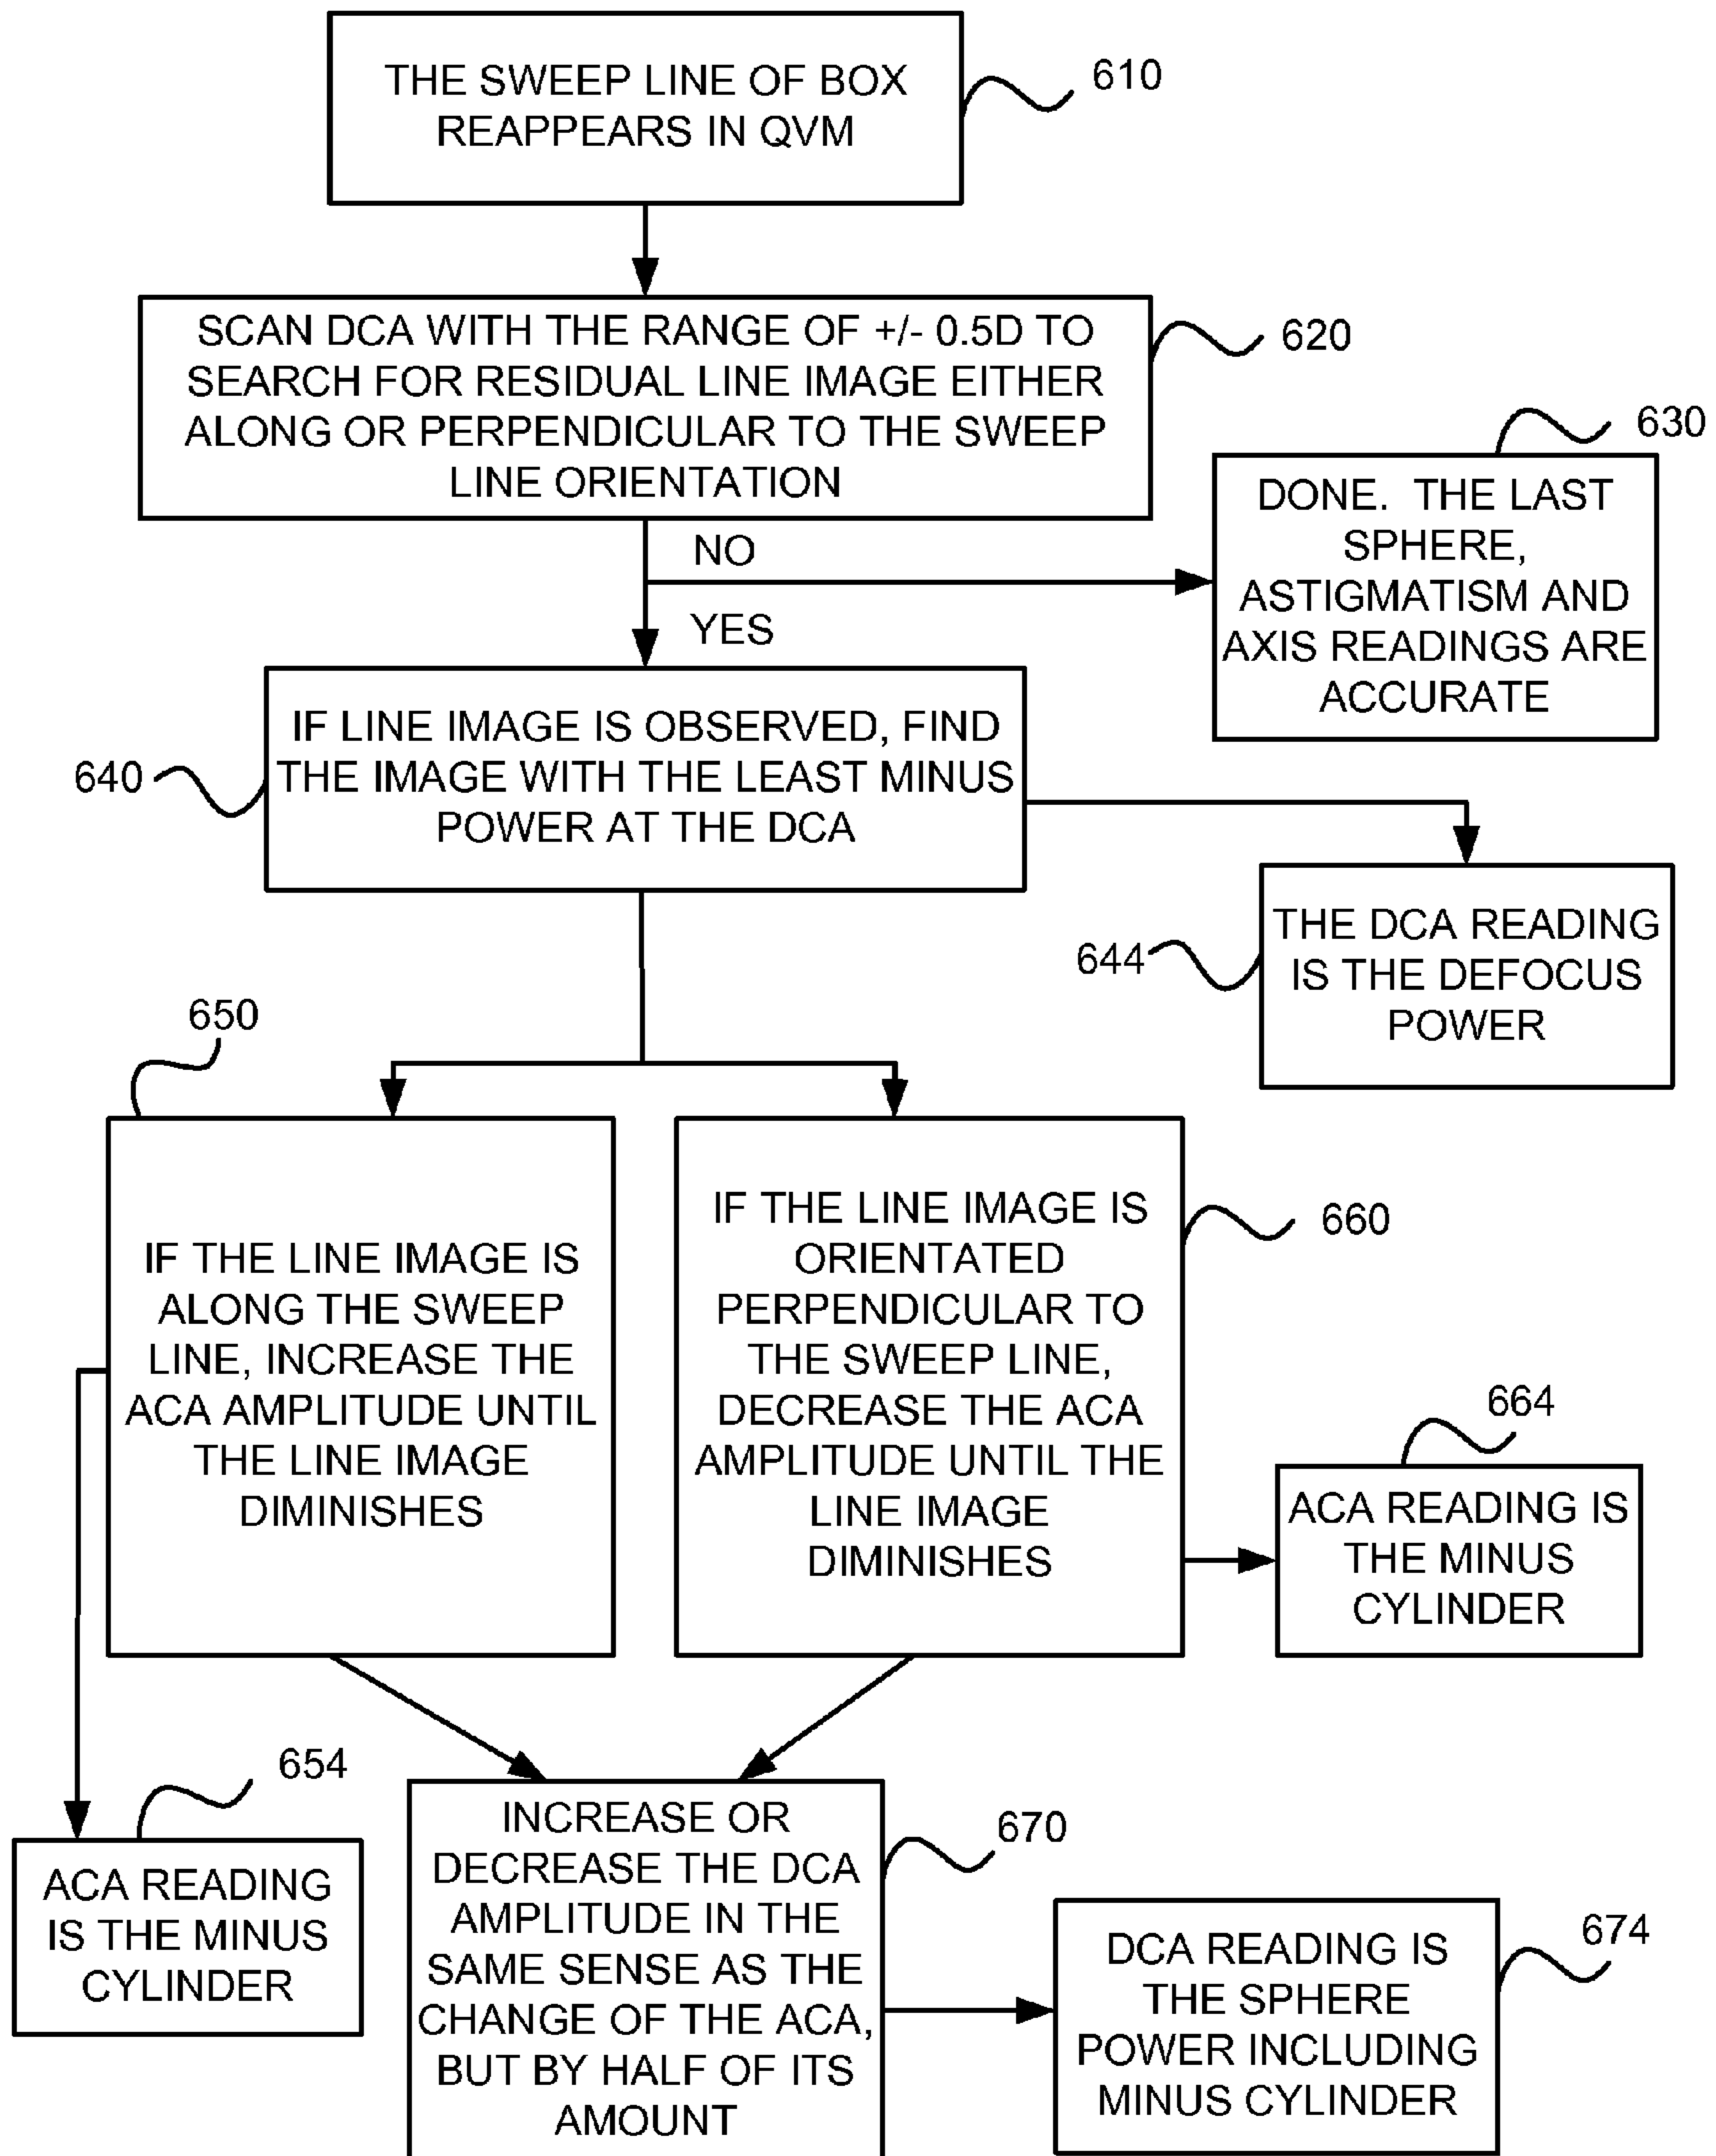 THE SWEEP LINE OF BOX
REAPPEARS IN QVM
610
SCAN DCA WITH THE RANGE OF +/- 0.5D TO
SEARCH FOR RESIDUAL LINE IMAGE EITHER
ALONG OR PERPENDICULAR TO THE SWEEP
LINE ORIENTATION
620
NO
YES
630
DONE. THE LAST
SPHERE,
ASTIGMATISM AND
AXIS READINGS ARE
ACCURATE
640
IF LINE IMAGE IS OBSERVED, FIND
THE IMAGE WITH THE LEAST MINUS
POWER AT THE DCA
644
THE DCA READING
IS THE DEFOCUS
POWER
650
IF THE LINE IMAGE IS
ALONG THE SWEEP
LINE, INCREASE THE
ACA AMPLITUDE UNTIL
THE LINE IMAGE
DIMINISHES
IF THE LINE IMAGE IS
ORIENTATED
PERPENDICULAR TO
THE SWEEP LINE,
DECREASE THE ACA
AMPLITUDE UNTIL THE
LINE IMAGE
DIMINISHES
660
664
ACA READING IS
THE MINUS
CYLINDER
654
ACA READING
IS THE MINUS
CYLINDER
INCREASE OR
DECREASE THE DCA
AMPLITUDE IN THE
SAME SENSE AS THE
CHANGE OF THE ACA,
BUT BY HALF OF ITS
AMOUNT
670
DCA READING IS
THE SPHERE
POWER INCLUDING
MINUS CYLINDER
674